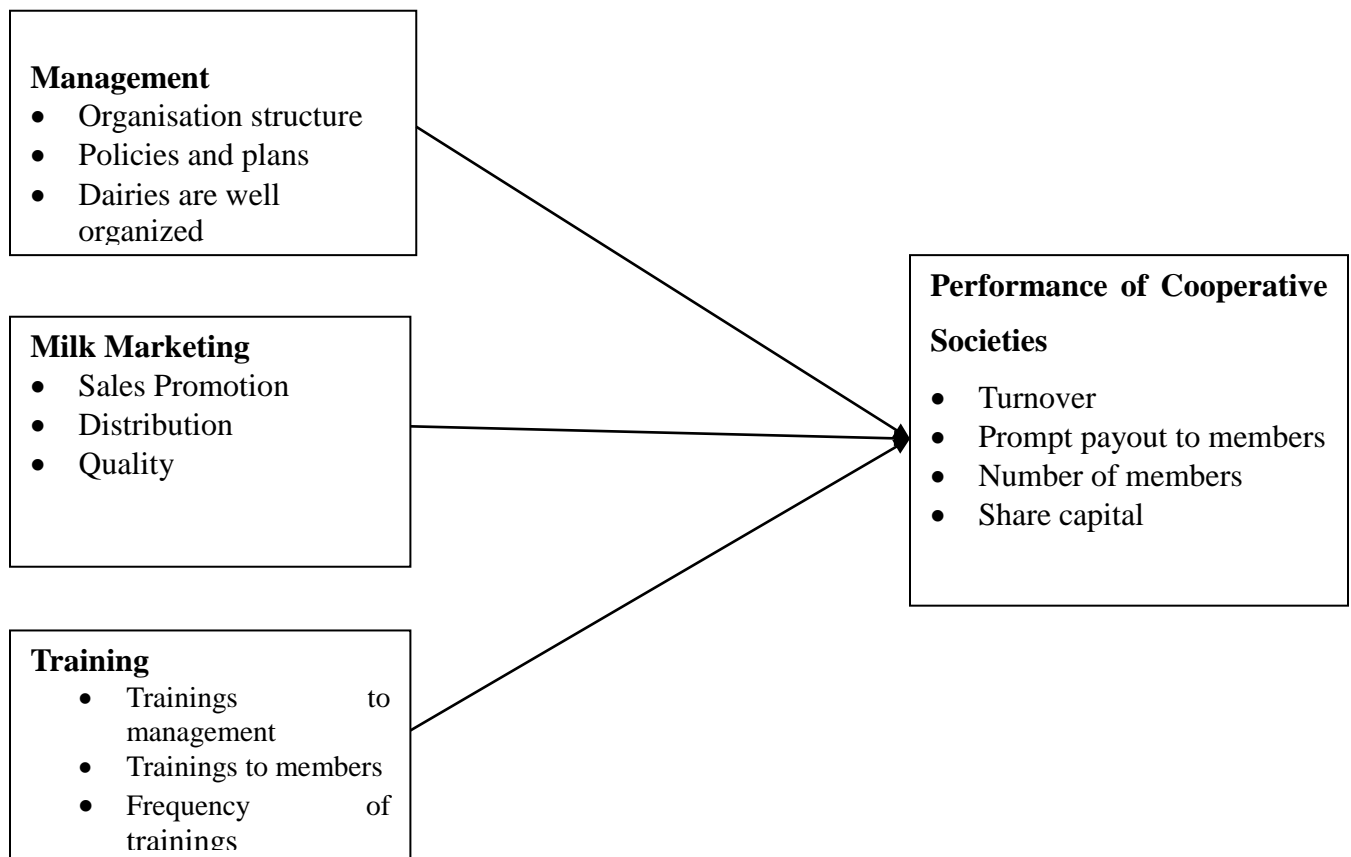 Management
• Organisation structure
• Policies and plans
• Dairies are well
organized
Milk Marketing
• Sales Promotion
• Distribution
• Quality
Training
• Trainings to
management
• Trainings to members
• Frequency of
trainings
Performance of Cooperative
Societies
• Turnover
• Prompt payout to members
• Number of members
• Share capital